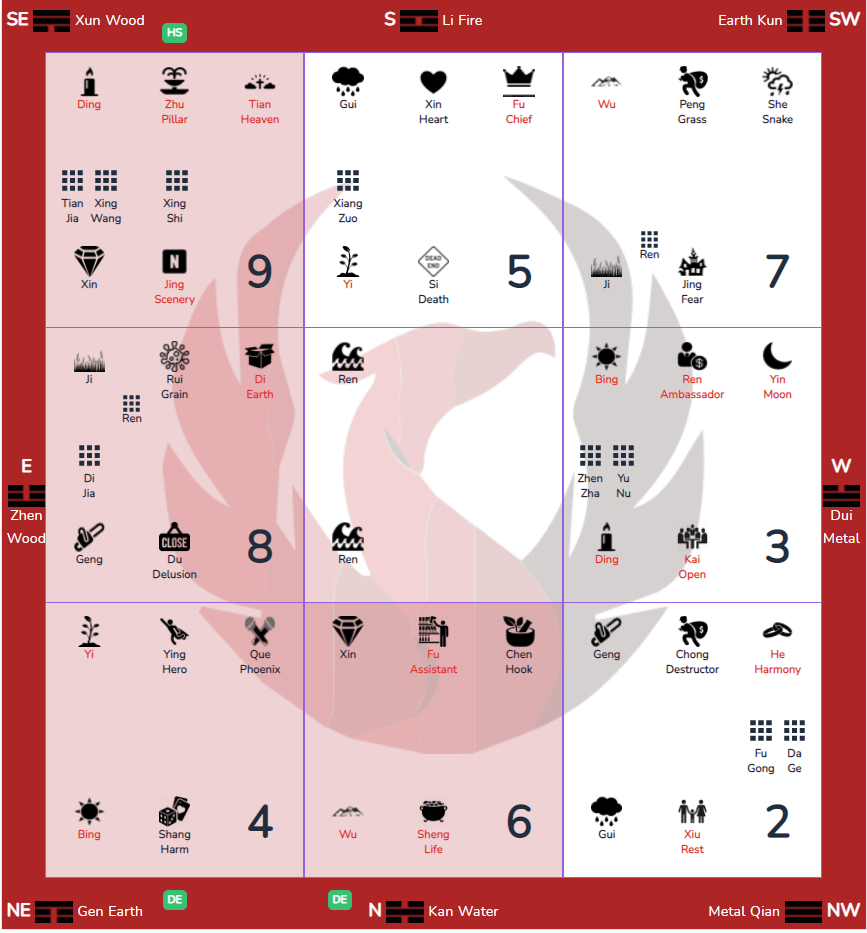 SE Xun Wood
HS
S Li Fire
Earth Kun SW
Ding
Zhu
Pillar
Tian
Heaven
Gui
Xin
Heart
Fu
Chief
Wu
Peng
Grass
She
Snake
Tian
Jia
Xing
Wang
Xing
Shi
Xiang
Zuo
Ren
Xin
N
Jing
Scenery
9
Yi
DEAD
END
Si
Death
5
Ji
Jing
Fear
7
E
Zhen
Wood
Ji
Rui
Grain
Di
Earth
Ren
Bing
Ren
Ambassador
Yin
Moon
Ren
Di
Jia
Zhen
Zha
Yu
Nu
W
Dui
Metal
Geng
CLOSE
Du
Delusion
8
Ren
Ding
Kai
Open
3
Yi
Ying
Hero
Que
Phoenix
Xin
Fu
Assistant
Chen
Hook
Geng
Chong
Destructor
He
Harmony
Fu
Gong
Da
Ge
Bing
Shang
Harm
4
Wu
Sheng
Life
6
Gui
Xiu
Rest
2
NE Gen Earth
DE
DE
N Kan Water
Metal Qian NW